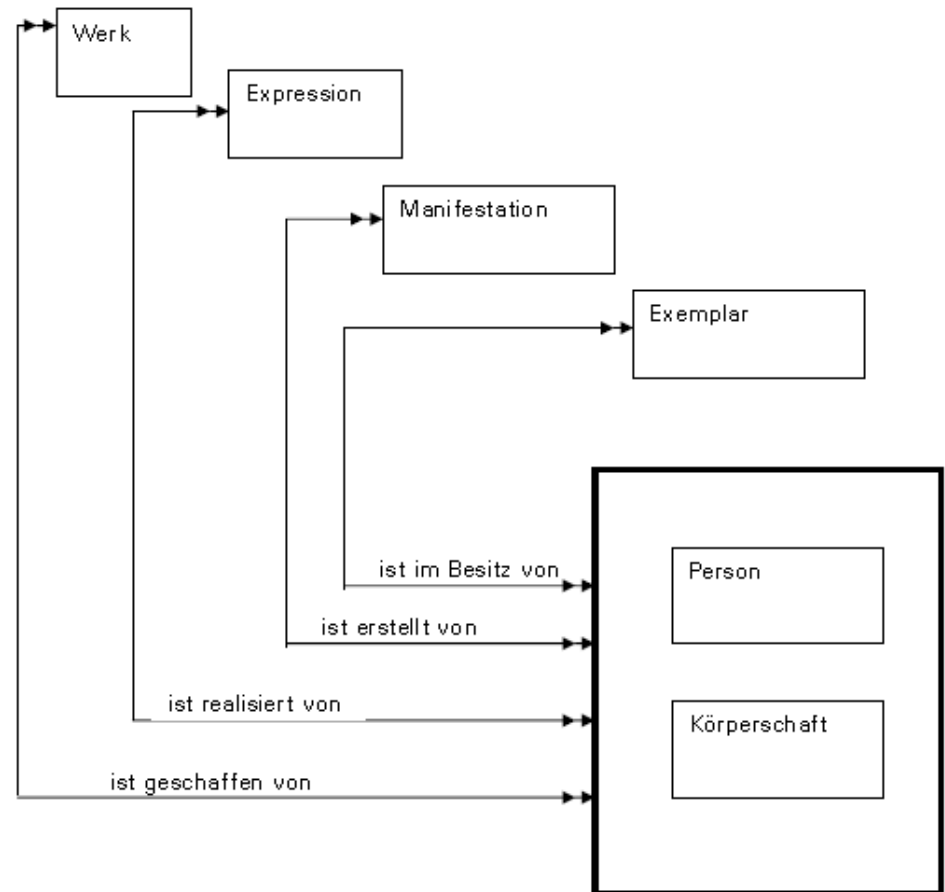 Werk
Expression
Manifestation
Exemplar
ist im Besitz von
Person
ist erstellt von
ist realisiert von
Körperschaft
ist geschaffen von